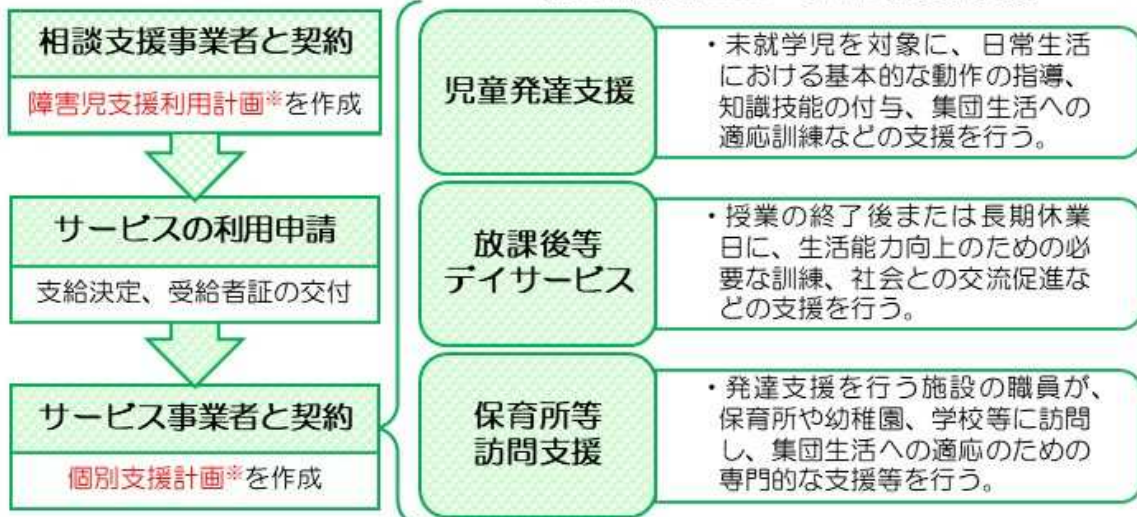 相談支援事業者と契約
障害児支援利用計画※を作成
サービスの利用申請
支給決定、受給者証の交付
サービス事業者と契約
個別支援計画※を作成
児童発達支援
・未就学児を対象に、日常生活
における基本的な動作の指導、
知識技能の付与、集団生活への
適応訓練などの支援を行う。
放課後等
デイサービス
・授業の終了後または長期休業
日に、生活能力向上のための必
要な訓練、社会との交流促進な
どの支援を行う。
保育所等
訪問支援
・発達支援を行う施設の職員が、
保育所や幼稚園、学校等に訪問
し、集団生活への適応のための
専門的な支援等を行う。